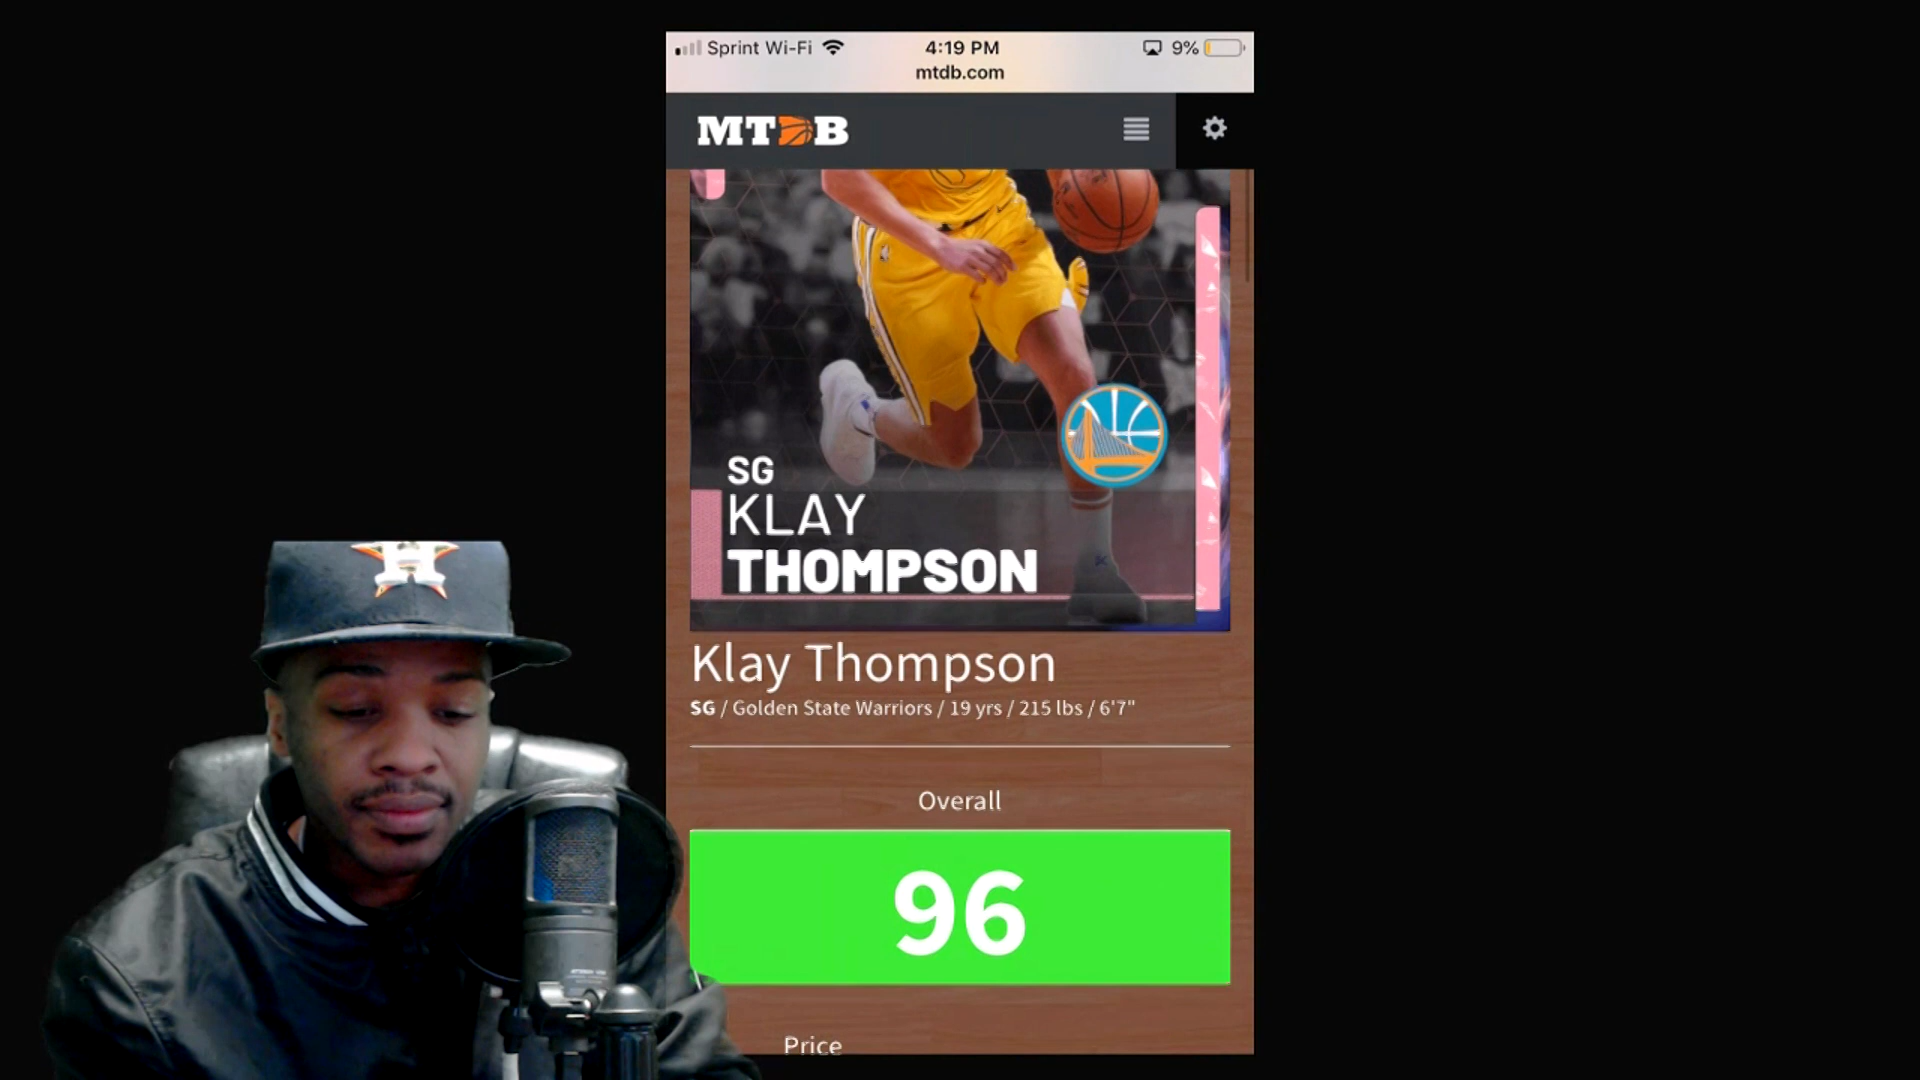 Sprint Wi-Fi 4:19 PM 9%
mtdb.com
MTDB
SG
KLAY
THOMPSON
Klay Thompson
SG / Golden State Warriors / 19 yrs / 215 lbs / 6'7"
Overall
96
Price
H